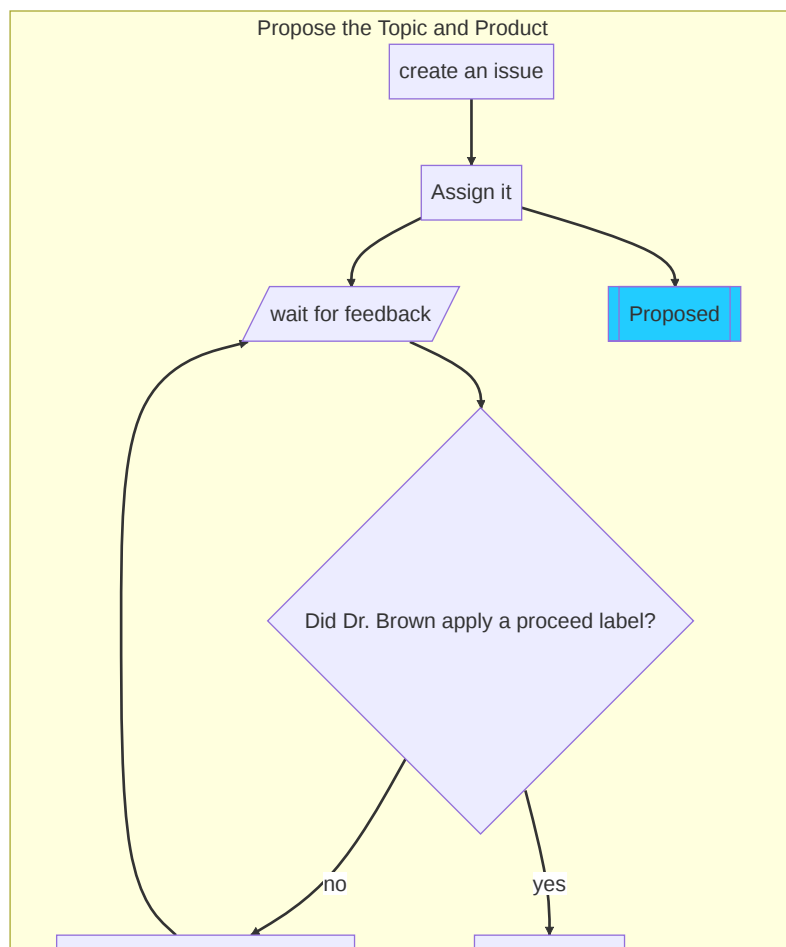 Propose the Topic and Product
create an issue
Assign it
wait for feedback
Proposed
Did Dr. Brown apply a proceed label?
no
yes